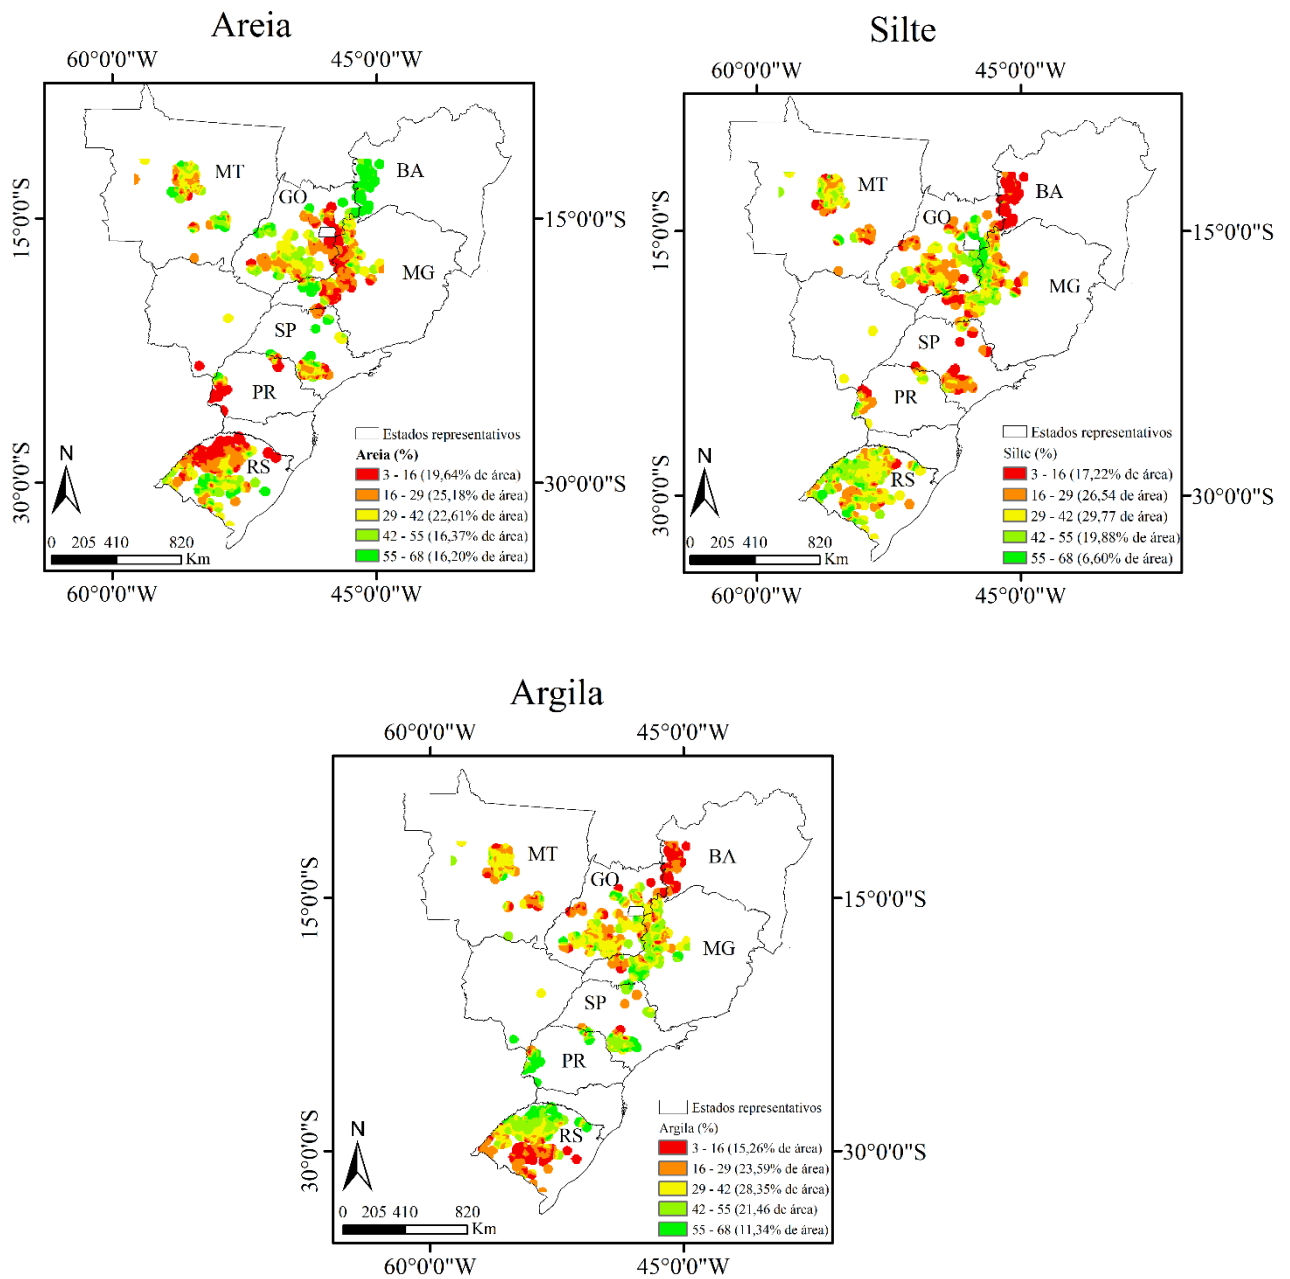 Areia
60°0'0"W 45°0'0"W
15°0'0"S 15°0'0"S
30°0'0"S 30°0'0"S
MT
BA
GO
MG
SP
PR
RS
N
0 205 410 820
Km
Estados representativos
Areia (%)
3 - 16 (19,64% de área)
16 - 29 (25,18% de área)
29 - 42 (22,61% de área)
42 - 55 (16,37% de área)
55 - 68 (16,20% de área)
60°0'0"W 45°0'0"W
Silte
60°0'0"W 45°0'0"W
15°0'0"S 15°0'0"S
30°0'0"S 30°0'0"S
MT
BA
GO
MG
SP
PR
RS
N
0 205 410 820
Km
Estados representativos
Silte (%)
3 - 16 (17,22% de área)
16 - 29 (26,54 de área)
29 - 42 (29,77 de área)
42 - 55 (19,88% de área)
55 - 68 (6,60% de área)
60°0'0"W 45°0'0"W
Argila
60°0'0"W 45°0'0"W
15°0'0"S 15°0'0"S
30°0'0"S 30°0'0"S
MT
BA
GO
MG
SP
PR
RS
N
0 205 410 820
Km
Estados representativos
Argila (%)
3 - 16 (15,26% de área)
16 - 29 (23,59% de área)
29 - 42 (28,35% de área)
42 - 55 (21,46 de área)
55 - 68 (11,34% de área)
60°0'0"W 45°0'0"W